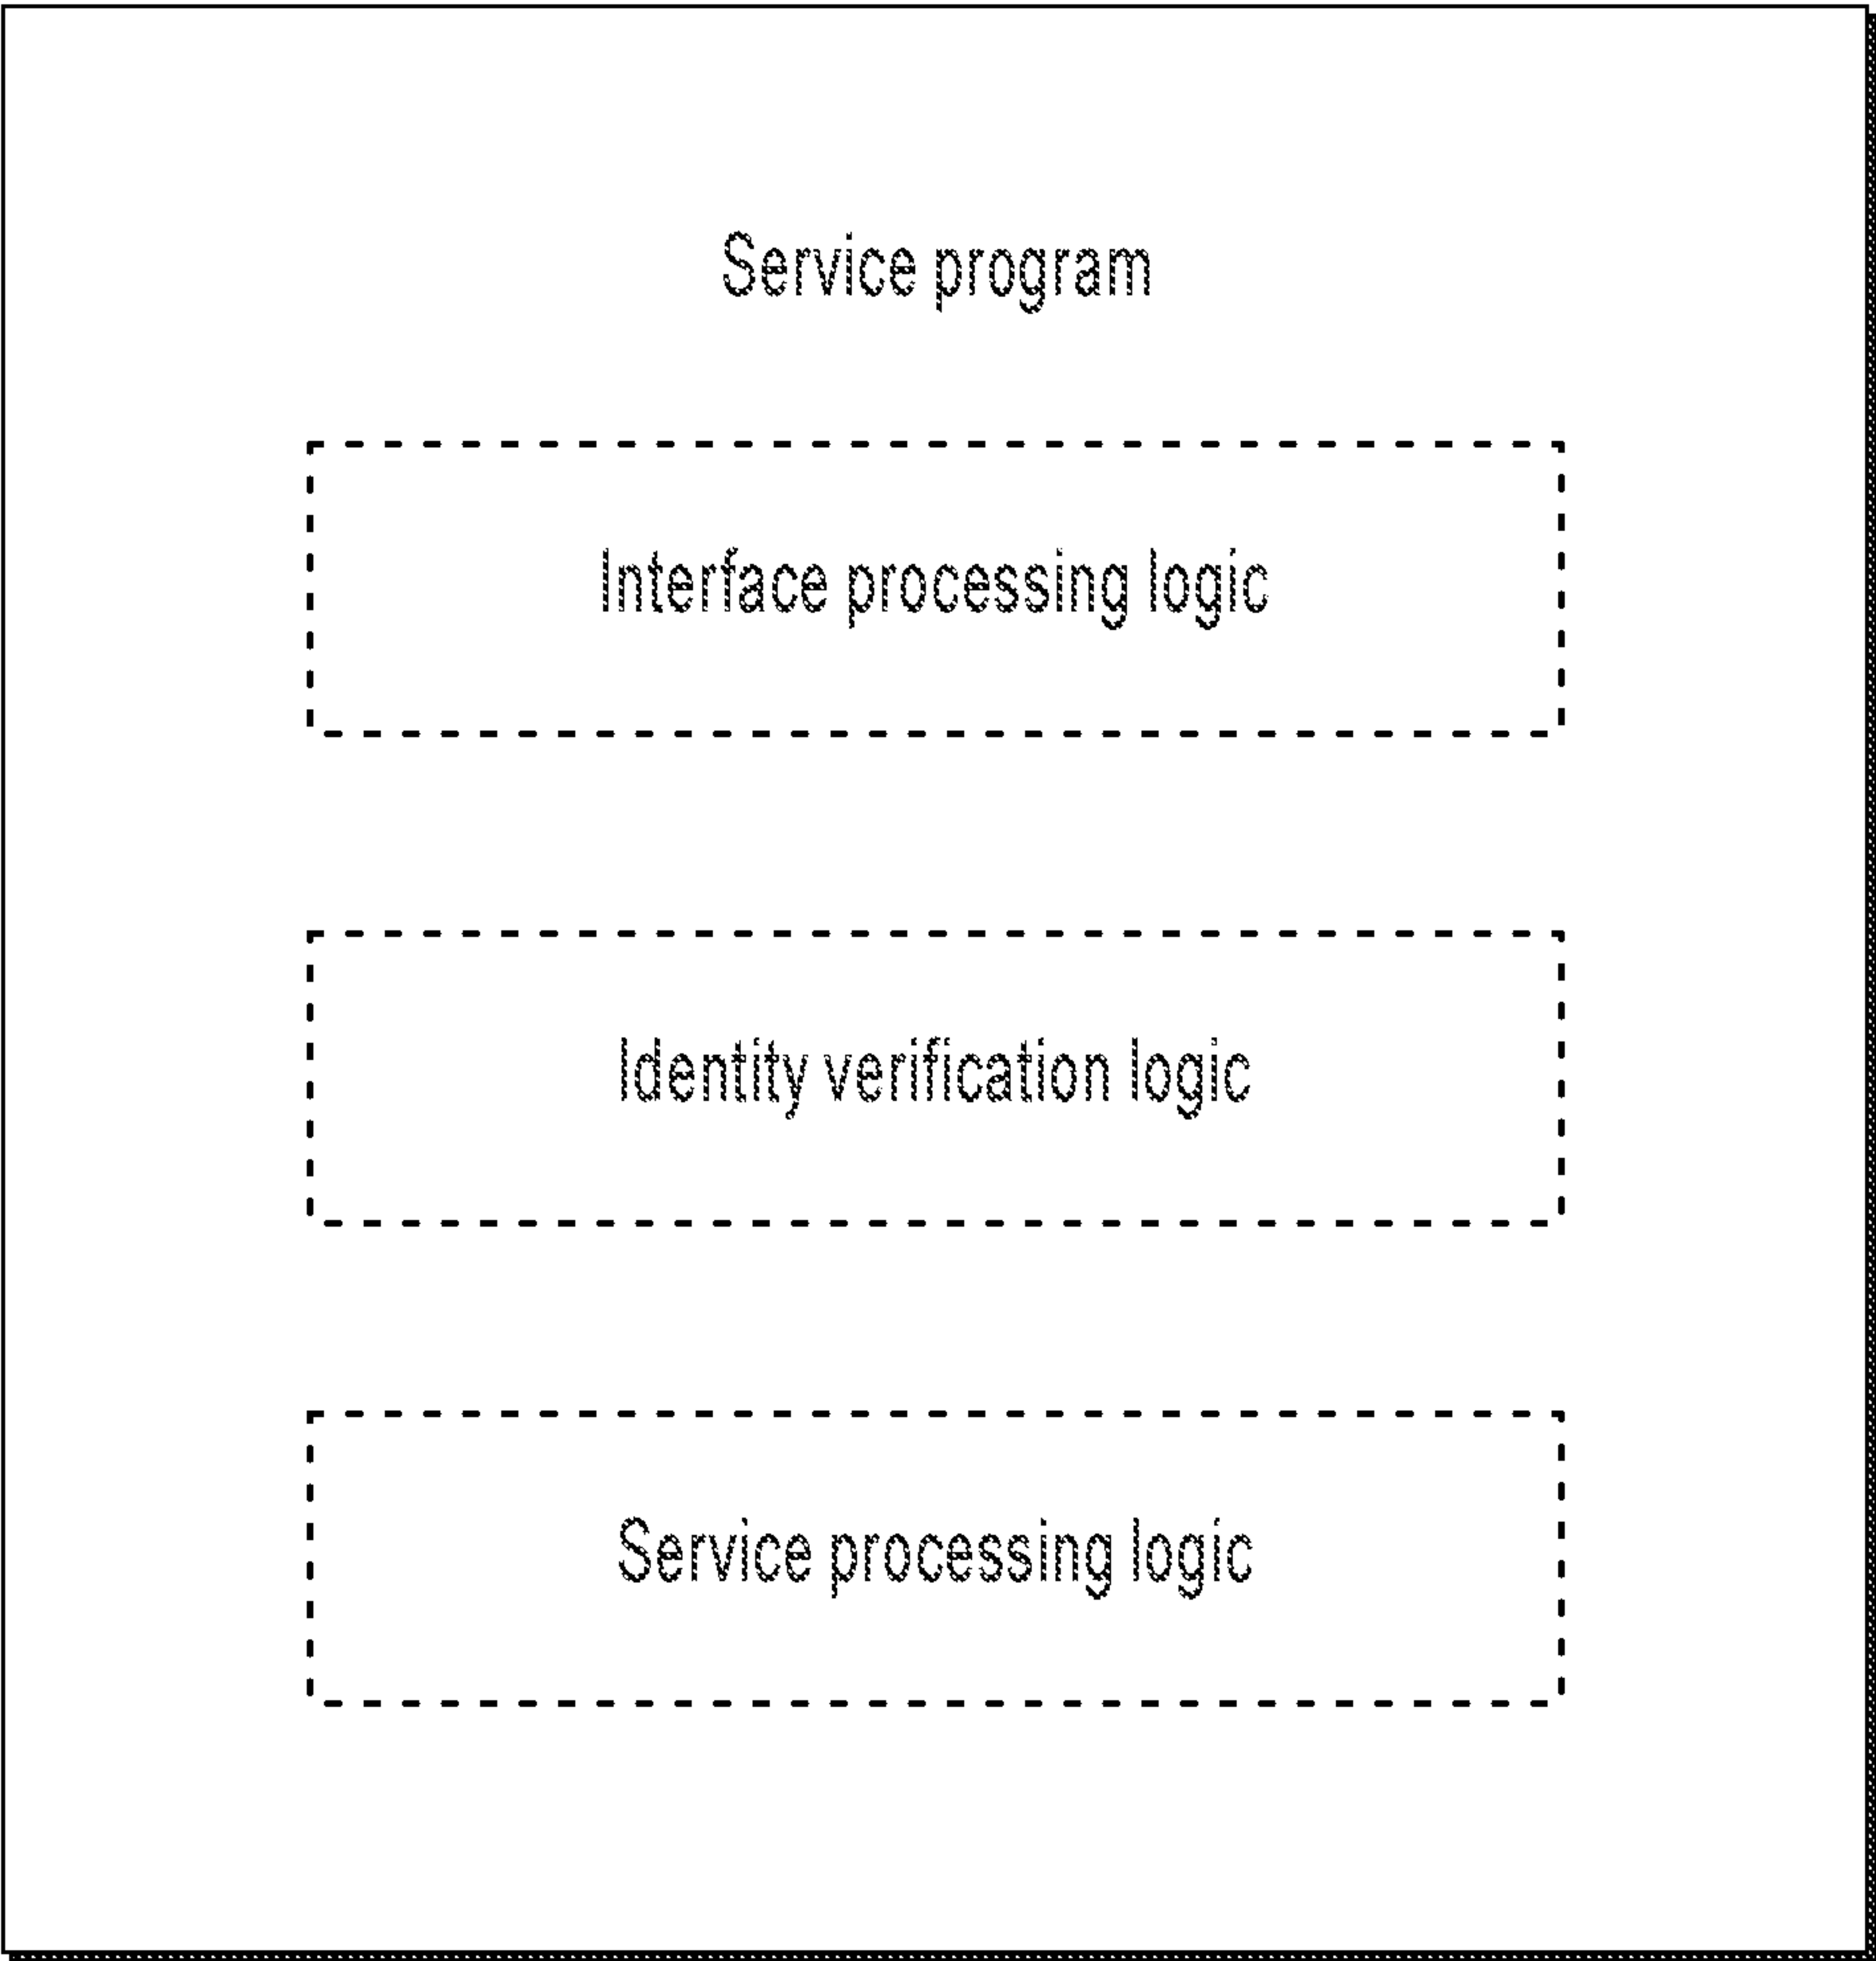 Service program
Interface processing logic
Identity verification logic
Service processing logic